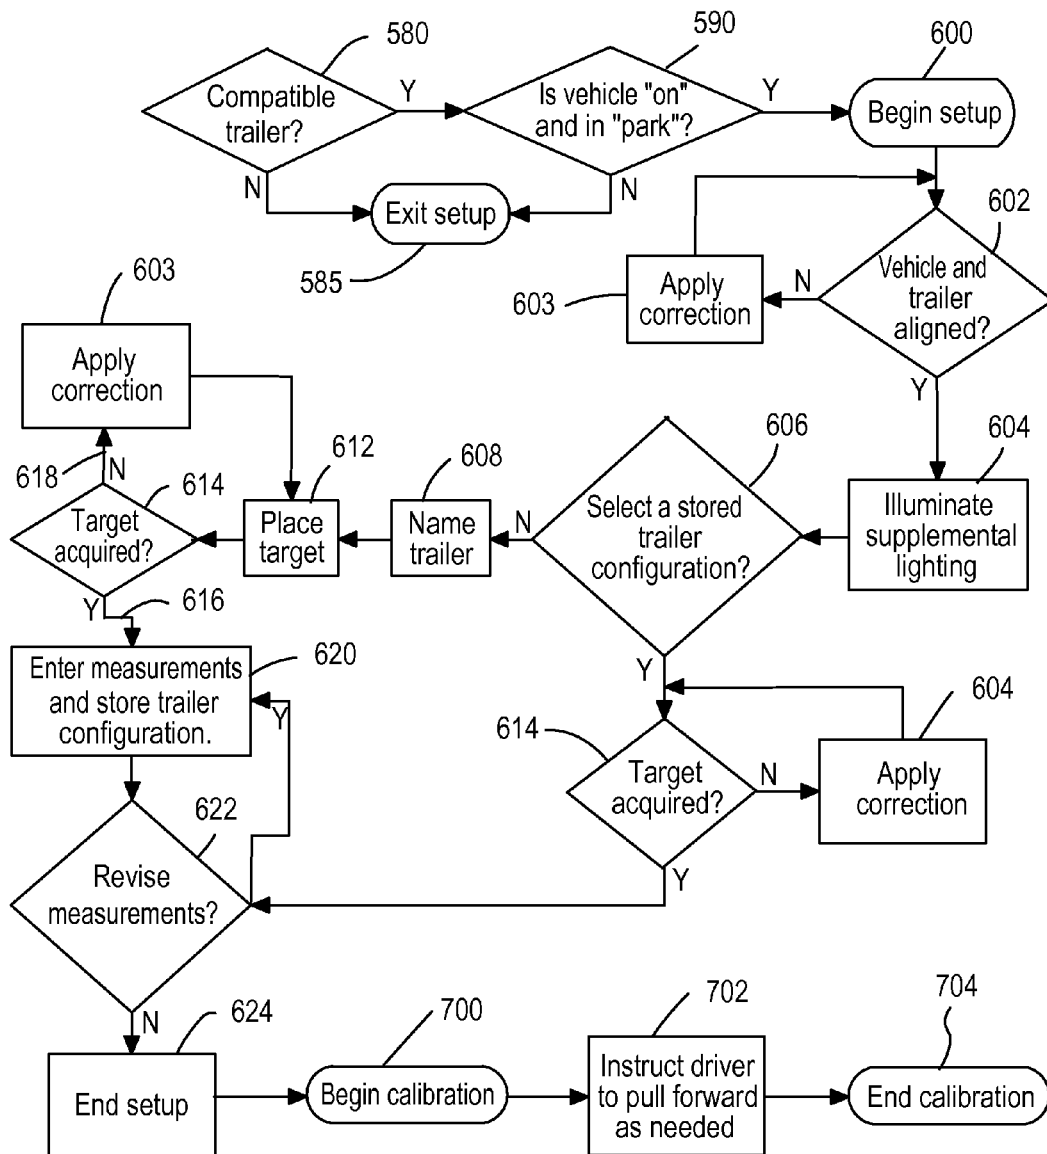 580
590
600
Compatible
trailer?
Y
Is vehicle "on"
and in "park"?
Y
Begin setup
N
N
Exit setup
585
602
Vehicle and
trailer
aligned?
N
Apply
correction
603
Y
603
Apply
correction
618
N
614
Target
acquired?
612
Place
target
608
Name
trailer
N
606
Select a stored
trailer
configuration?
604
Illuminate
supplemental
lighting
Y
616
Enter measurements
and store trailer
configuration.
620
Y
Y
614
Target
acquired?
N
604
Apply
correction
Y
622
Revise
measurements?
N
624
End setup
700
Begin calibration
702
Instruct driver
to pull forward
as needed
704
End calibration